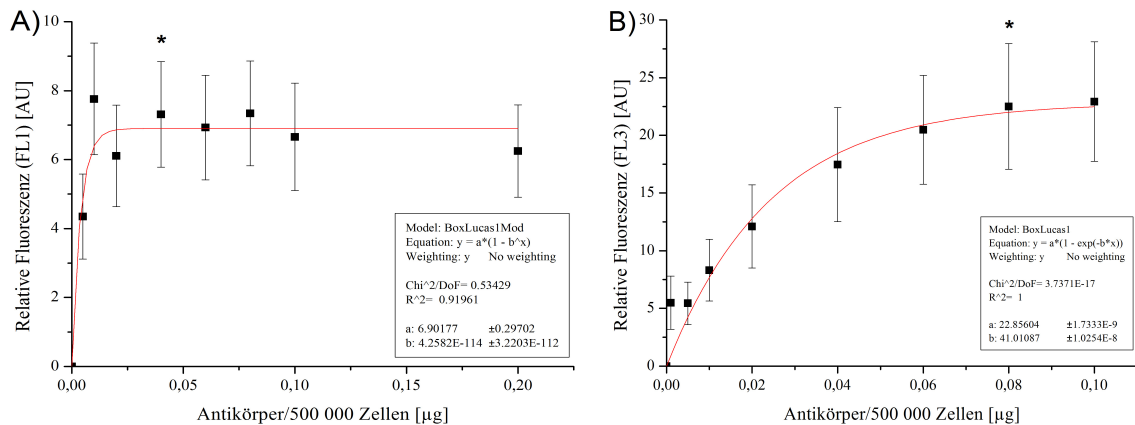 A)
*
10
8
6
4
2
0
Relative Fluoreszenz (FL1) [AU]
Model: BoxLucas1Mod
Equation: y = a*(1 - b^x)
Weighting: y No weighting
Chi^2/DoF= 0.53429
R^2= 0.91961
a: 6.90177 ±0.29702
b: 4.2582E-114 ±3.2203E-112
0,00 0,05 0,10 0,15 0,20
Antikörper/500 000 Zellen [µg]
B)
*
30
25
20
15
10
5
0
Relative Fluoreszenz (FL3) [AU]
Model: BoxLucas1
Equation: y = a*(1 - exp(-b*x))
Weighting: y No weighting
Chi^2/DoF= 3.7371E-17
R^2= 1
a: 22.85604 ±1.7333E-9
b: 41.01087 ±1.0254E-8
0,00 0,02 0,04 0,06 0,08 0,10
Antikörper/500 000 Zellen [µg]